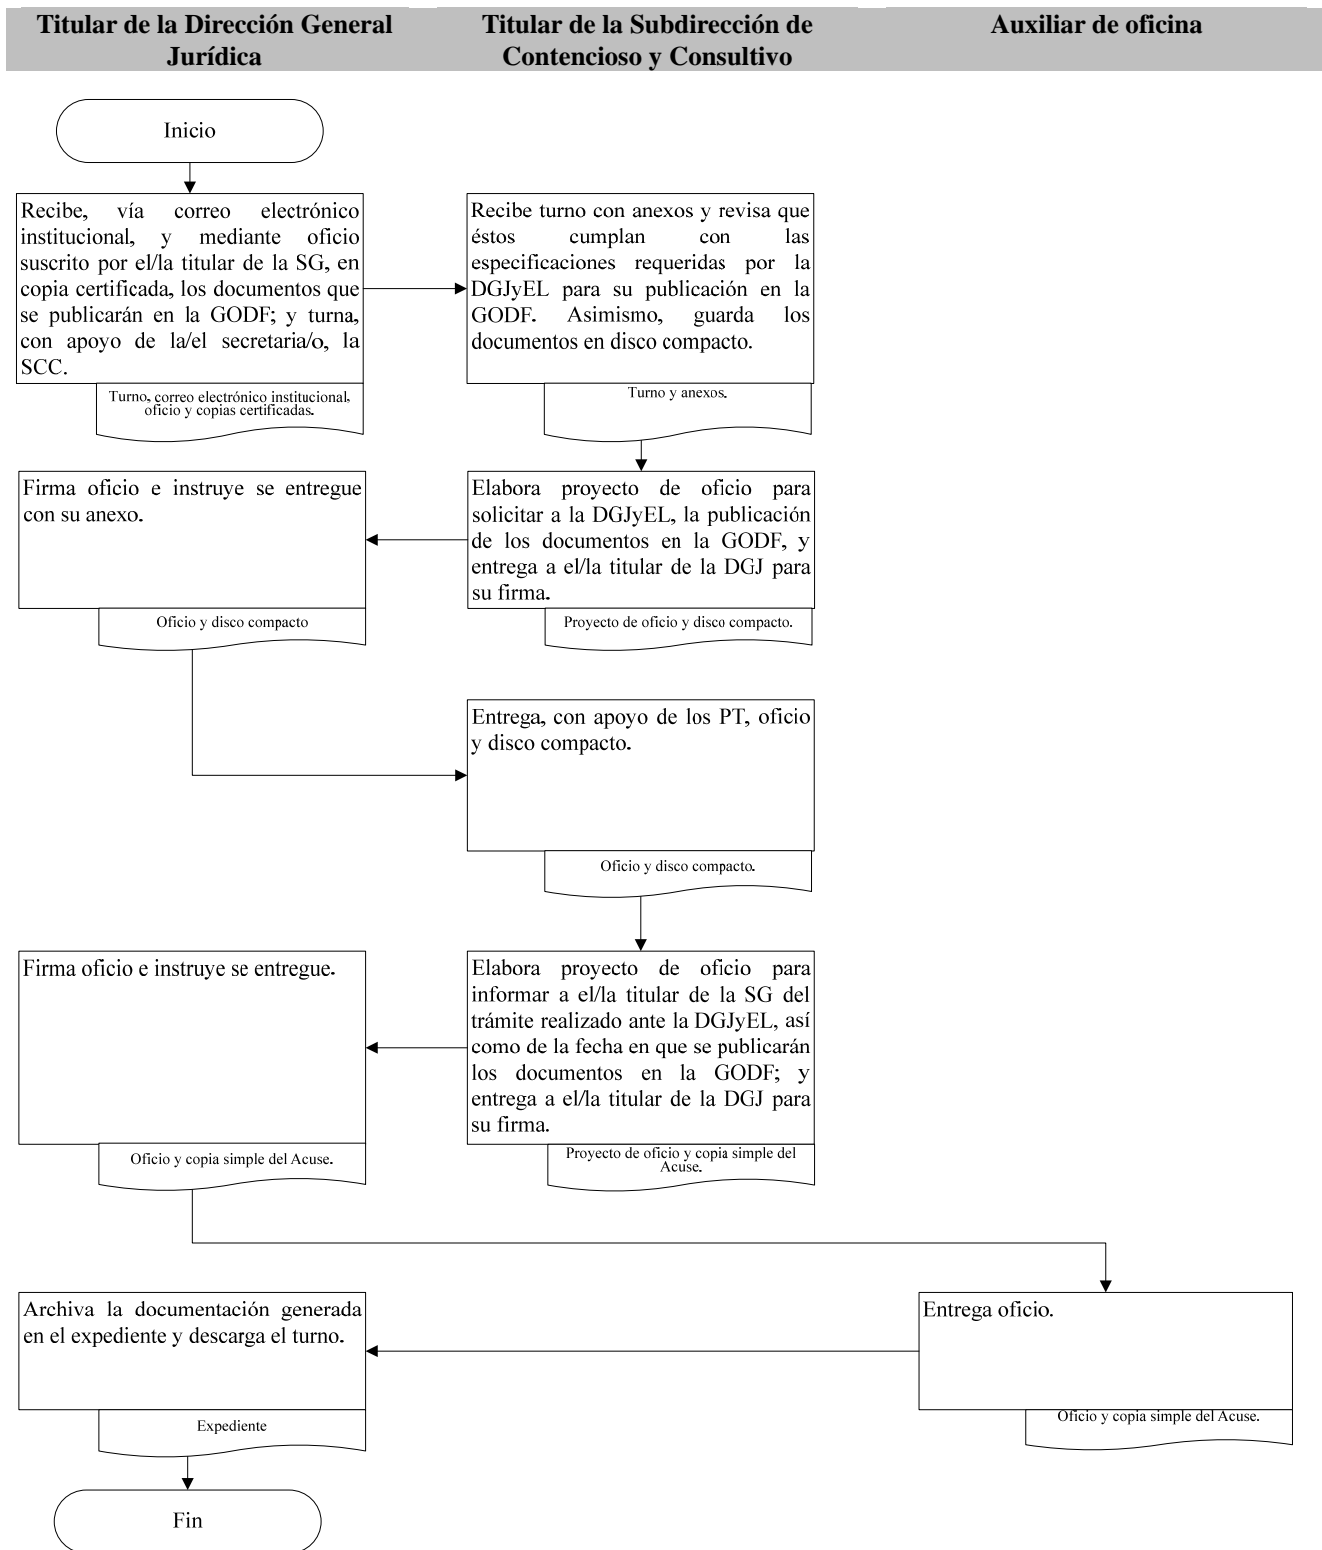 Titular de la Dirección General
Jurídica
Titular de la Subdirección de
Contencioso y Consultivo
Auxiliar de oficina
Inicio
Recibe, vía correo electrónico
institucional, y mediante oficio
suscrito por el/la titular de la SG, en
copia certificada, los documentos que
se publicarán en la GODF; y turna,
con apoyo de la/el secretaria/o, la
SCC.
Turno, correo electrónico institucional,
oficio y copias certificadas.
Recibe turno con anexos y revisa que
éstos cumplan con las
especificaciones requeridas por la
DGJyEL para su publicación en la
GODF. Asimismo, guarda los
documentos en disco compacto.
Turno y anexos.
Firma oficio e instruye se entregue
con su anexo.
Oficio y disco compacto
Elabora proyecto de oficio para
solicitar a la DGJyEL, la publicación
de los documentos en la GODF, y
entrega a el/la titular de la DGJ para
su firma.
Proyecto de oficio y disco compacto.
Entrega, con apoyo de los PT, oficio
y disco compacto.
Oficio y disco compacto.
Firma oficio e instruye se entregue.
Oficio y copia simple del Acuse.
Elabora proyecto de oficio para
informar a el/la titular de la SG del
trámite realizado ante la DGJyEL, así
como de la fecha en que se publicarán
los documentos en la GODF; y
entrega a el/la titular de la DGJ para
su firma.
Proyecto de oficio y copia simple del
Acuse.
Archiva la documentación generada
en el expediente y descarga el turno.
Expediente
Entrega oficio.
Oficio y copia simple del Acuse.
Fin